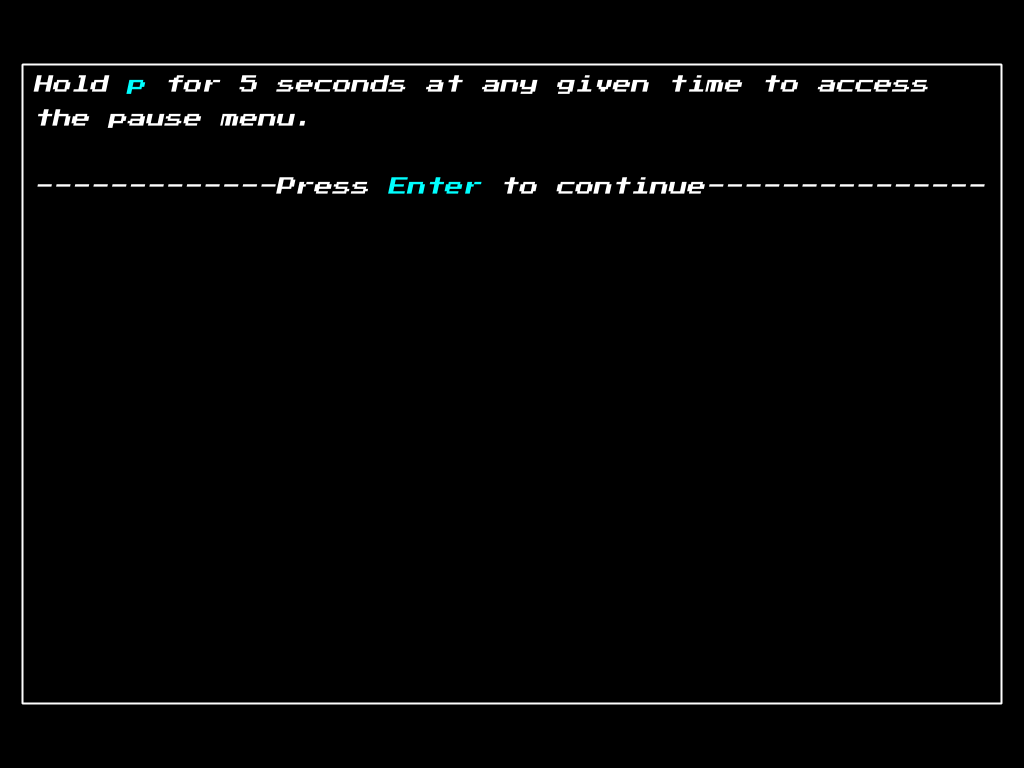 Hold p for 5 seconds at any given time to access
the pause menu.
-------------Press Enter to continue---------------